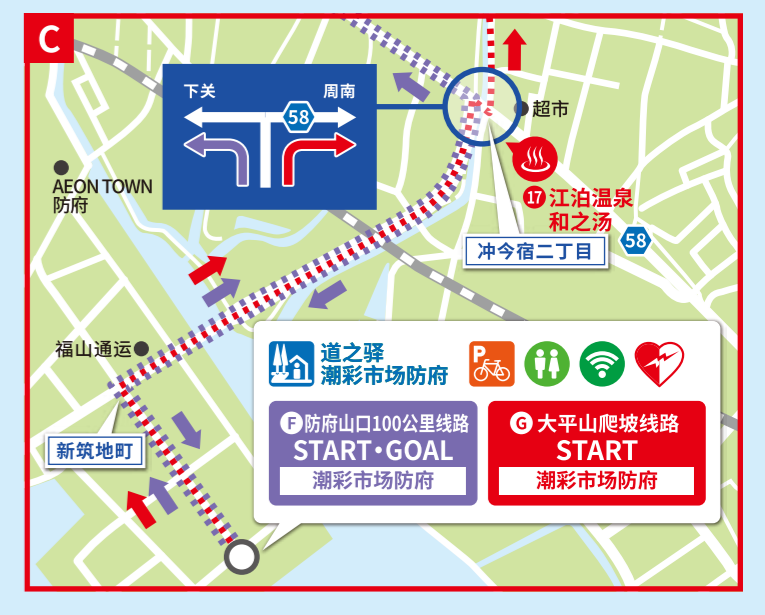 C
下关
周南
58
超市
AEON TOWN
防府
17 江泊温泉
和之汤
58
冲今宿二丁目
福山通运
新筑地町
道之驿
潮彩市场防府
P
F 防府山口100公里线路
START・GOAL
潮彩市场防府
G 大平山爬坡线路
START
潮彩市场防府